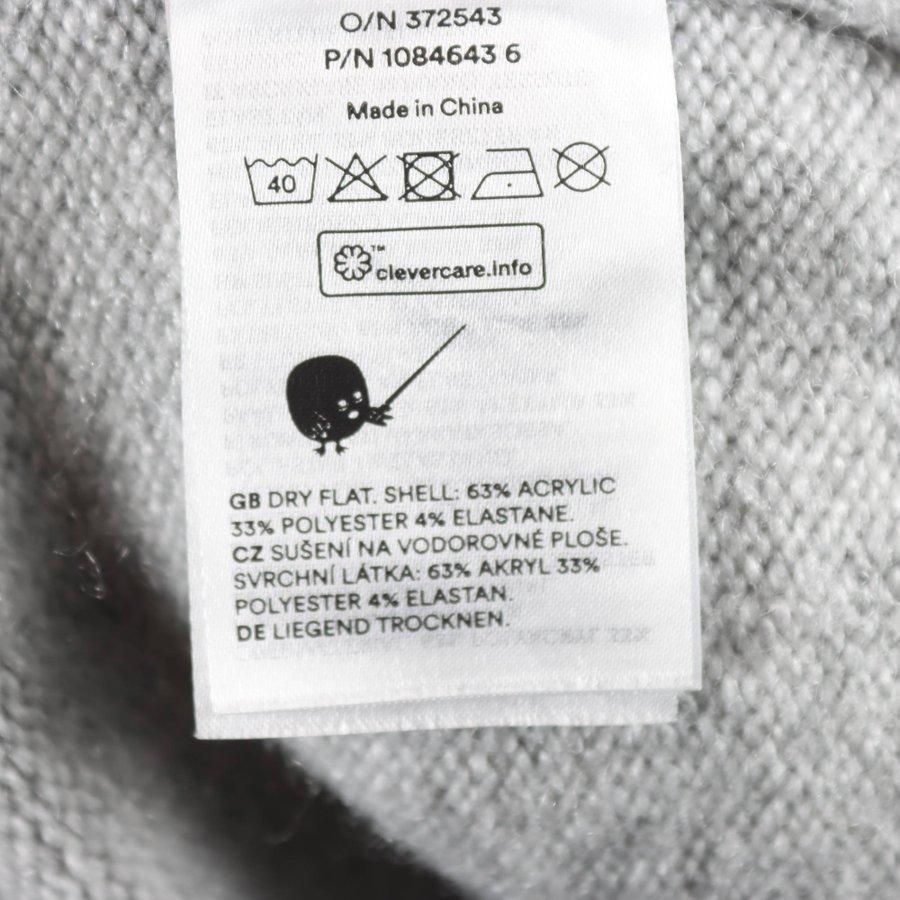 O/N 372543
P/N 1084643 6
Made in China
40
™
clevercare.info
GB DRY FLAT. SHELL: 63% ACRYLIC
33% POLYESTER 4% ELASTANE.
CZ SUŠENÍ NA VODOROVNÉ PLOŠE.
SVRCHNÍ LÁTKA: 63% AKRYL 33%
POLYESTER 4% ELASTAN.
DE LIEGEND TROCKNEN.